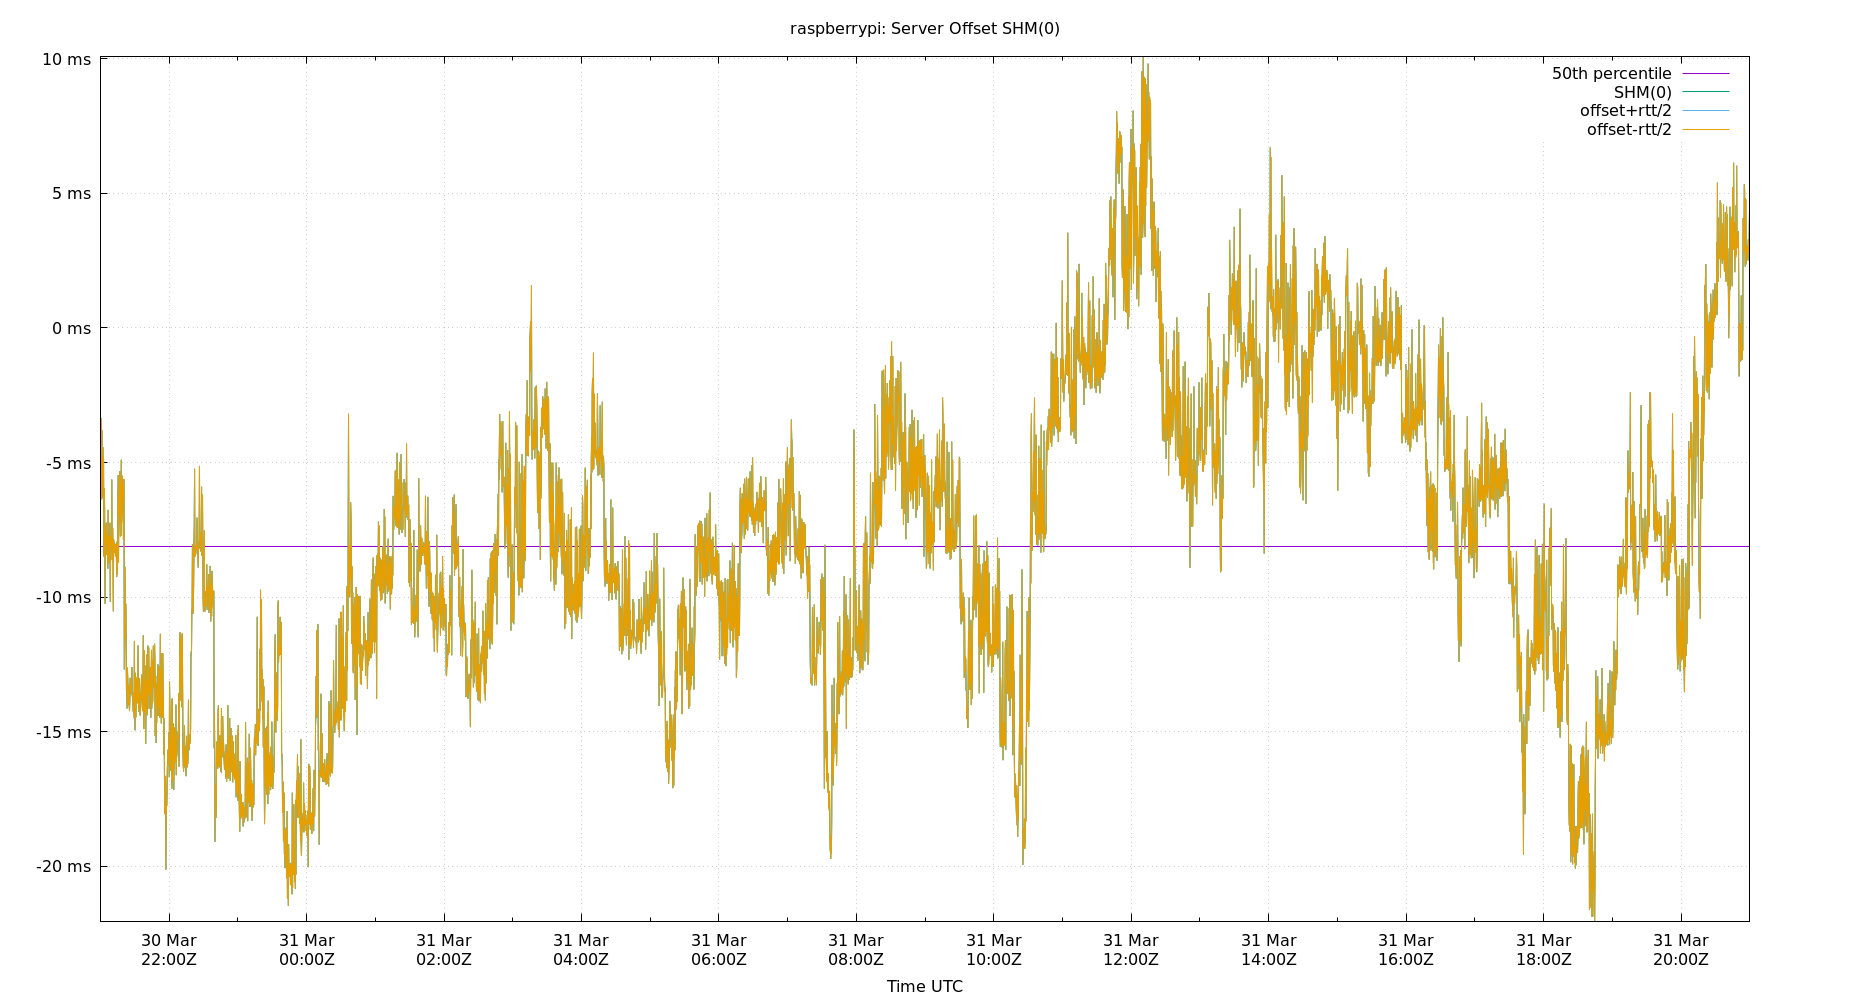 raspberrypi: Server Offset SHM(0)
10 ms
5 ms
0 ms
-5 ms
-10 ms
-15 ms
-20 ms
50th percentile
SHM(0)
offset+rtt/2
offset-rtt/2
30 Mar 31 Mar 31 Mar 31 Mar 31 Mar 31 Mar 31 Mar 31 Mar 31 Mar 31 Mar 31 Mar 31 Mar
22:00Z 00:00Z 02:00Z 04:00Z 06:00Z 08:00Z 10:00Z 12:00Z 14:00Z 16:00Z 18:00Z 20:00Z
Time UTC